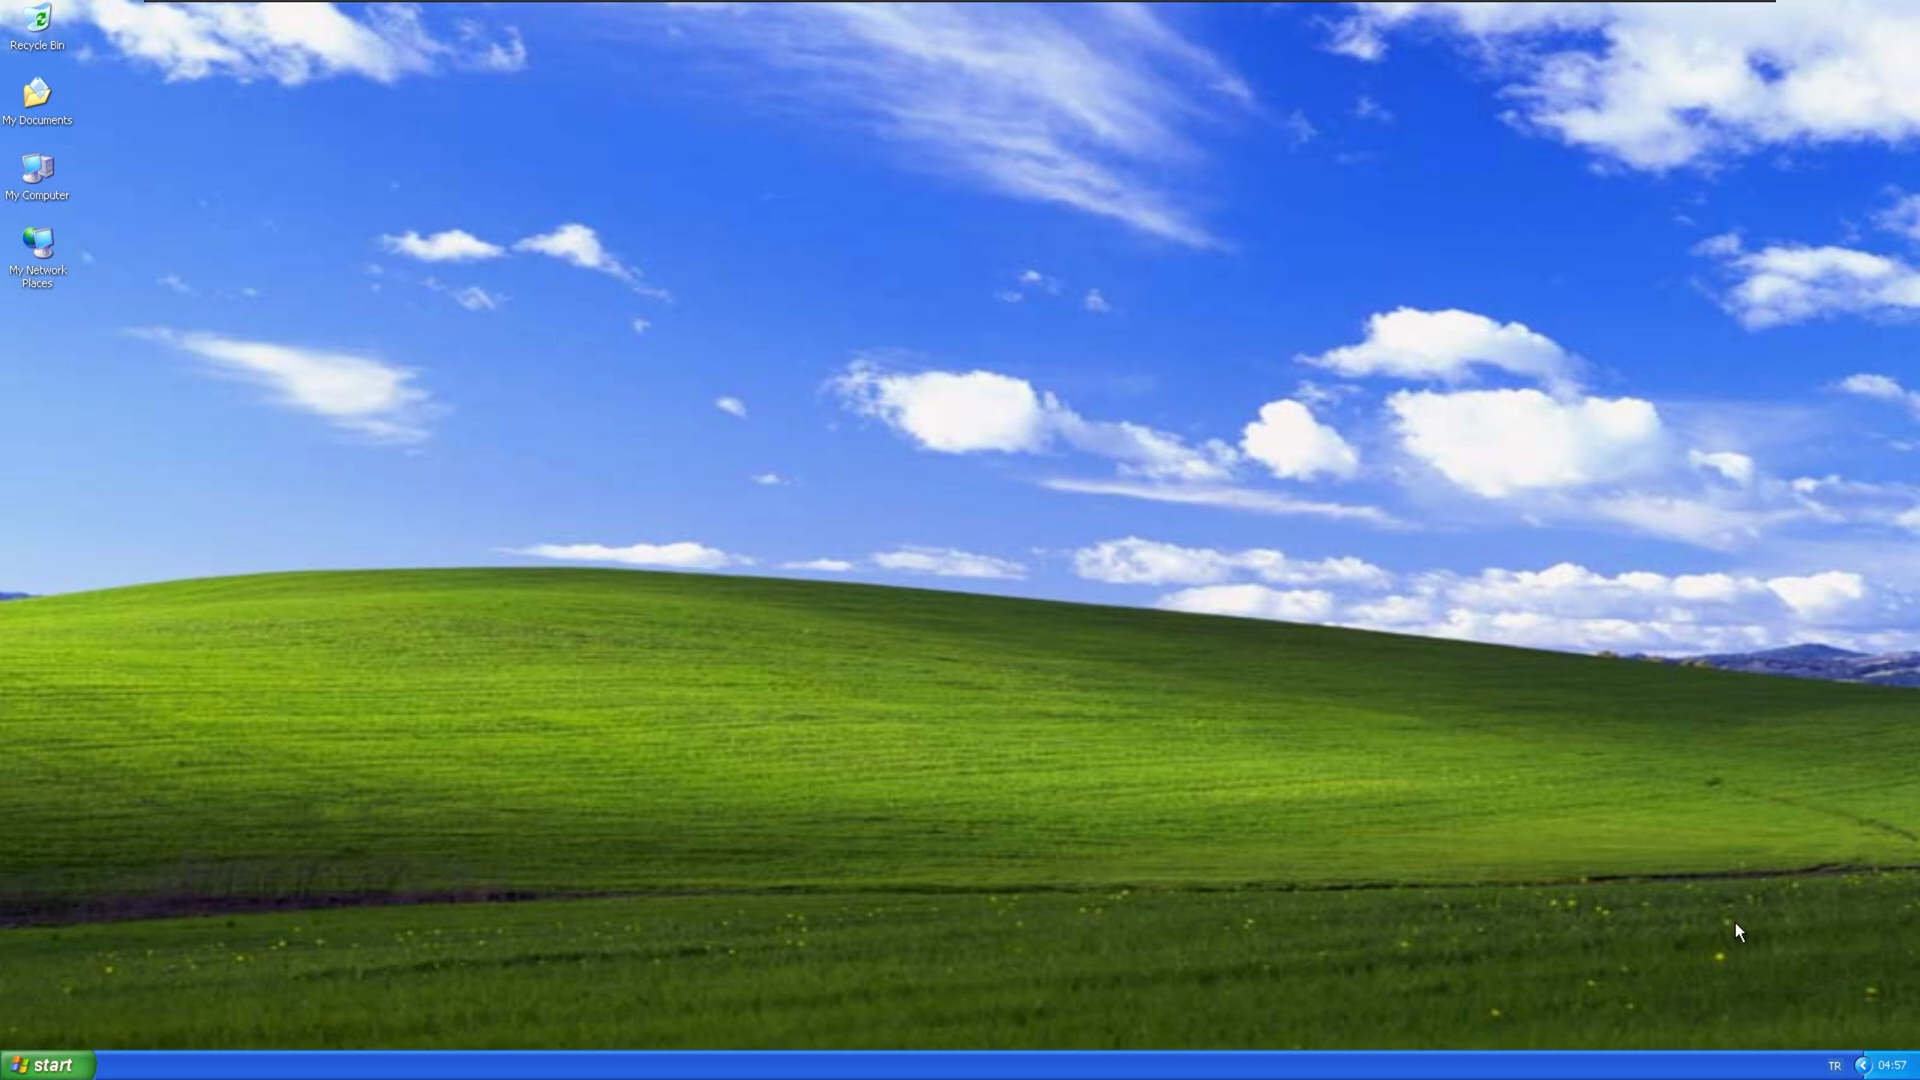 Recycle Bin
My Documents
My Computer
My Network
Places
start
TR
04:57